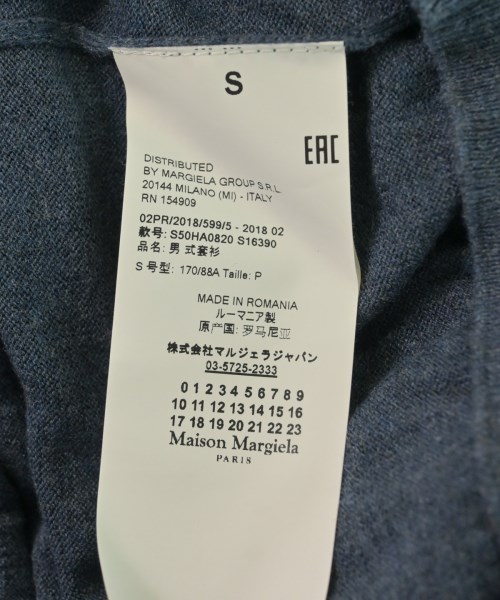 S
EAC
DISTRIBUTED
BY MARGIELA GROUP S.R.L.
20144 MILANO (MI) - ITALY
RN 154909
02PR/2018/599/5 - 2018 02
款号: S50HA0820 S16390
品名: 男 式套衫
S 号型: 170/88A Taille: P
MADE IN ROMANIA
ルーマニア製
原产国: 罗马尼亚
株式会社マルジェラジャパン
03-5725-2333
0 1 2 3 4 5 6 7 8 9
10 11 12 13 14 15 16
17 18 19 20 21 22 23
Maison Margiela
PARIS